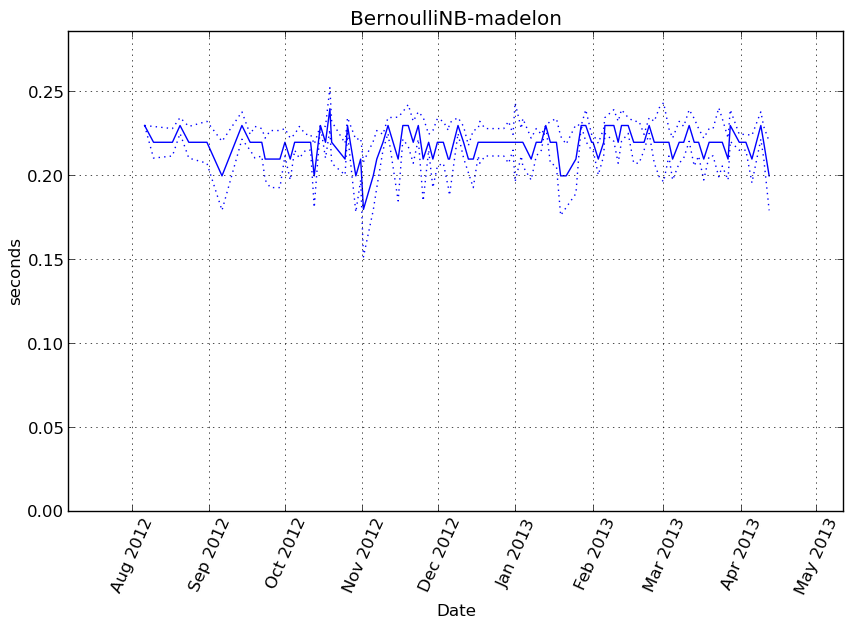 BernoulliNB-madelon
0.25
0.20
0.15
0.10
0.05
0.00
seconds
Aug 2012
Sep 2012
Oct 2012
Nov 2012
Dec 2012
Jan 2013
Feb 2013
Mar 2013
Apr 2013
May 2013
Date